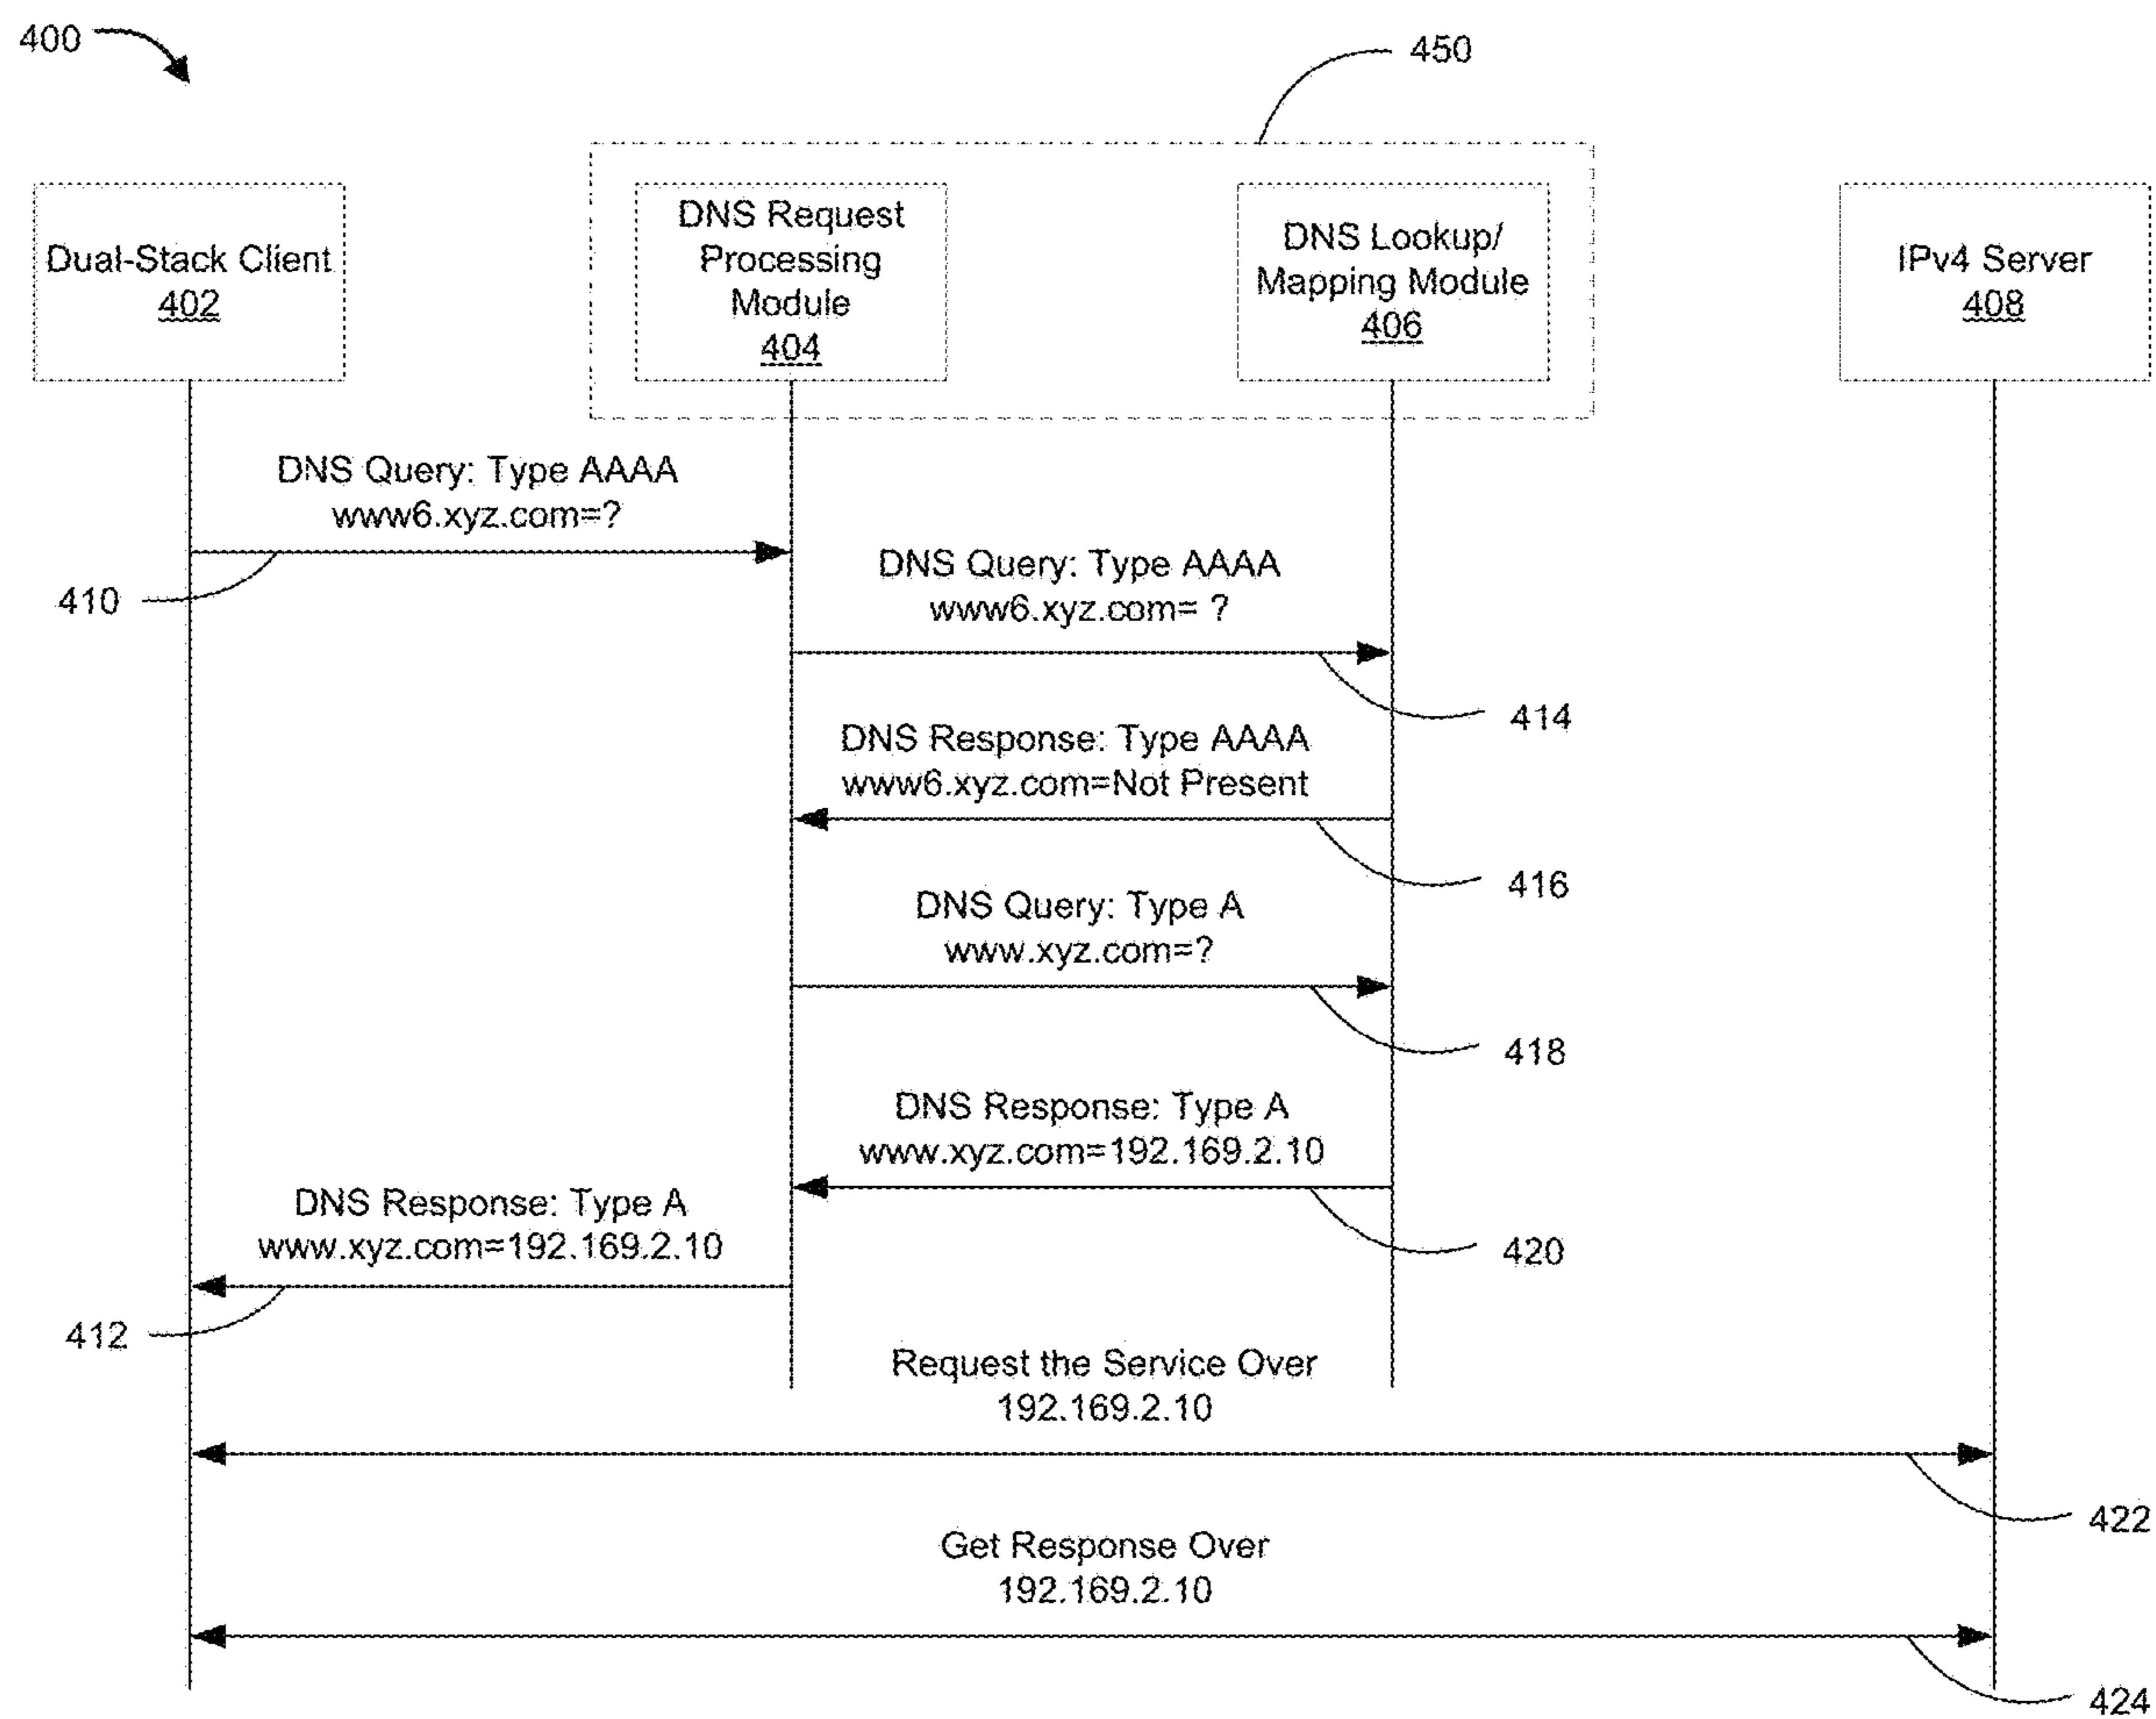 400
450
Dual-Stack Client
402
DNS Request
Processing
Module
404
DNS Lookup/
Mapping Module
406
IPv4 Server
408
DNS Query: Type AAAA
www6.xyz.com=?
410
DNS Query: Type AAAA
www6.xyz.com= ?
414
DNS Response: Type AAAA
www6.xyz.com=Not Present
416
DNS Query: Type A
www.xyz.com=?
418
DNS Response: Type A
www.xyz.com=192.169.2.10
420
DNS Response: Type A
www.xyz.com=192.169.2.10
412
Request the Service Over
192.169.2.10
422
Get Response Over
192.169.2.10
424